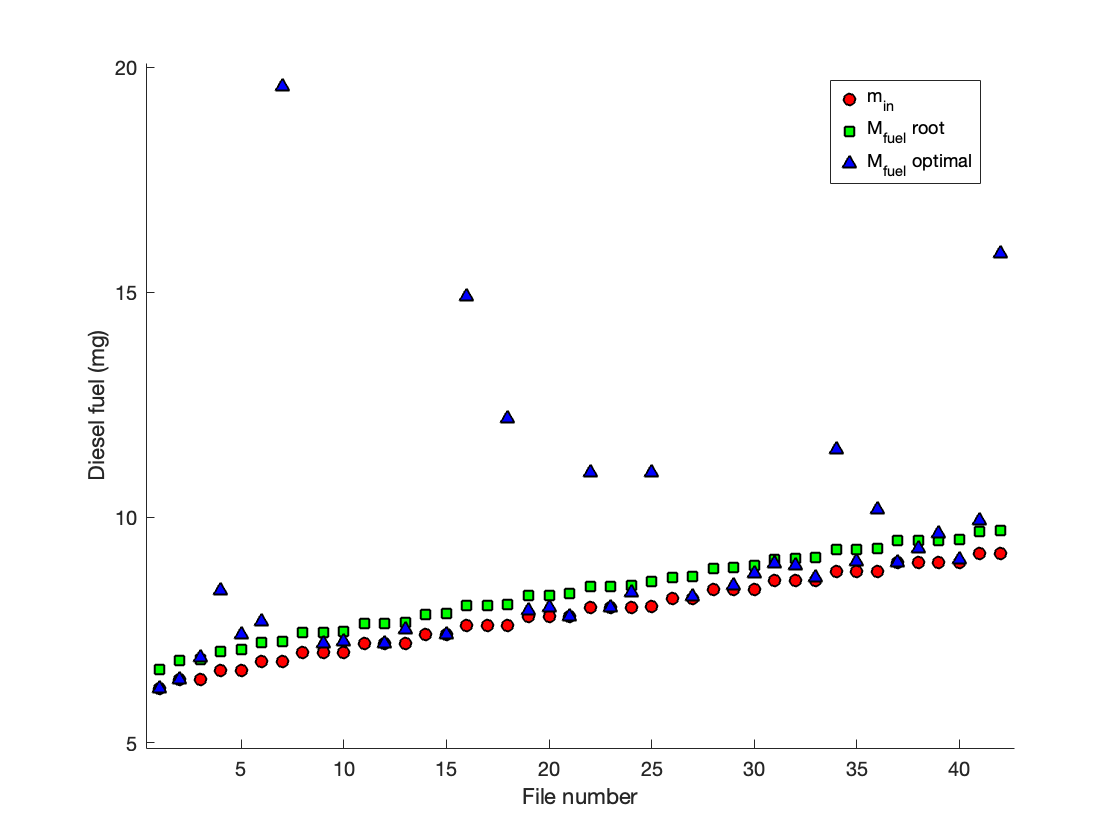 20
15
10
5
5 10 15 20 25 30 35 40
Diesel fuel (mg)
File number
m_in
M_fuel root
M_fuel optimal